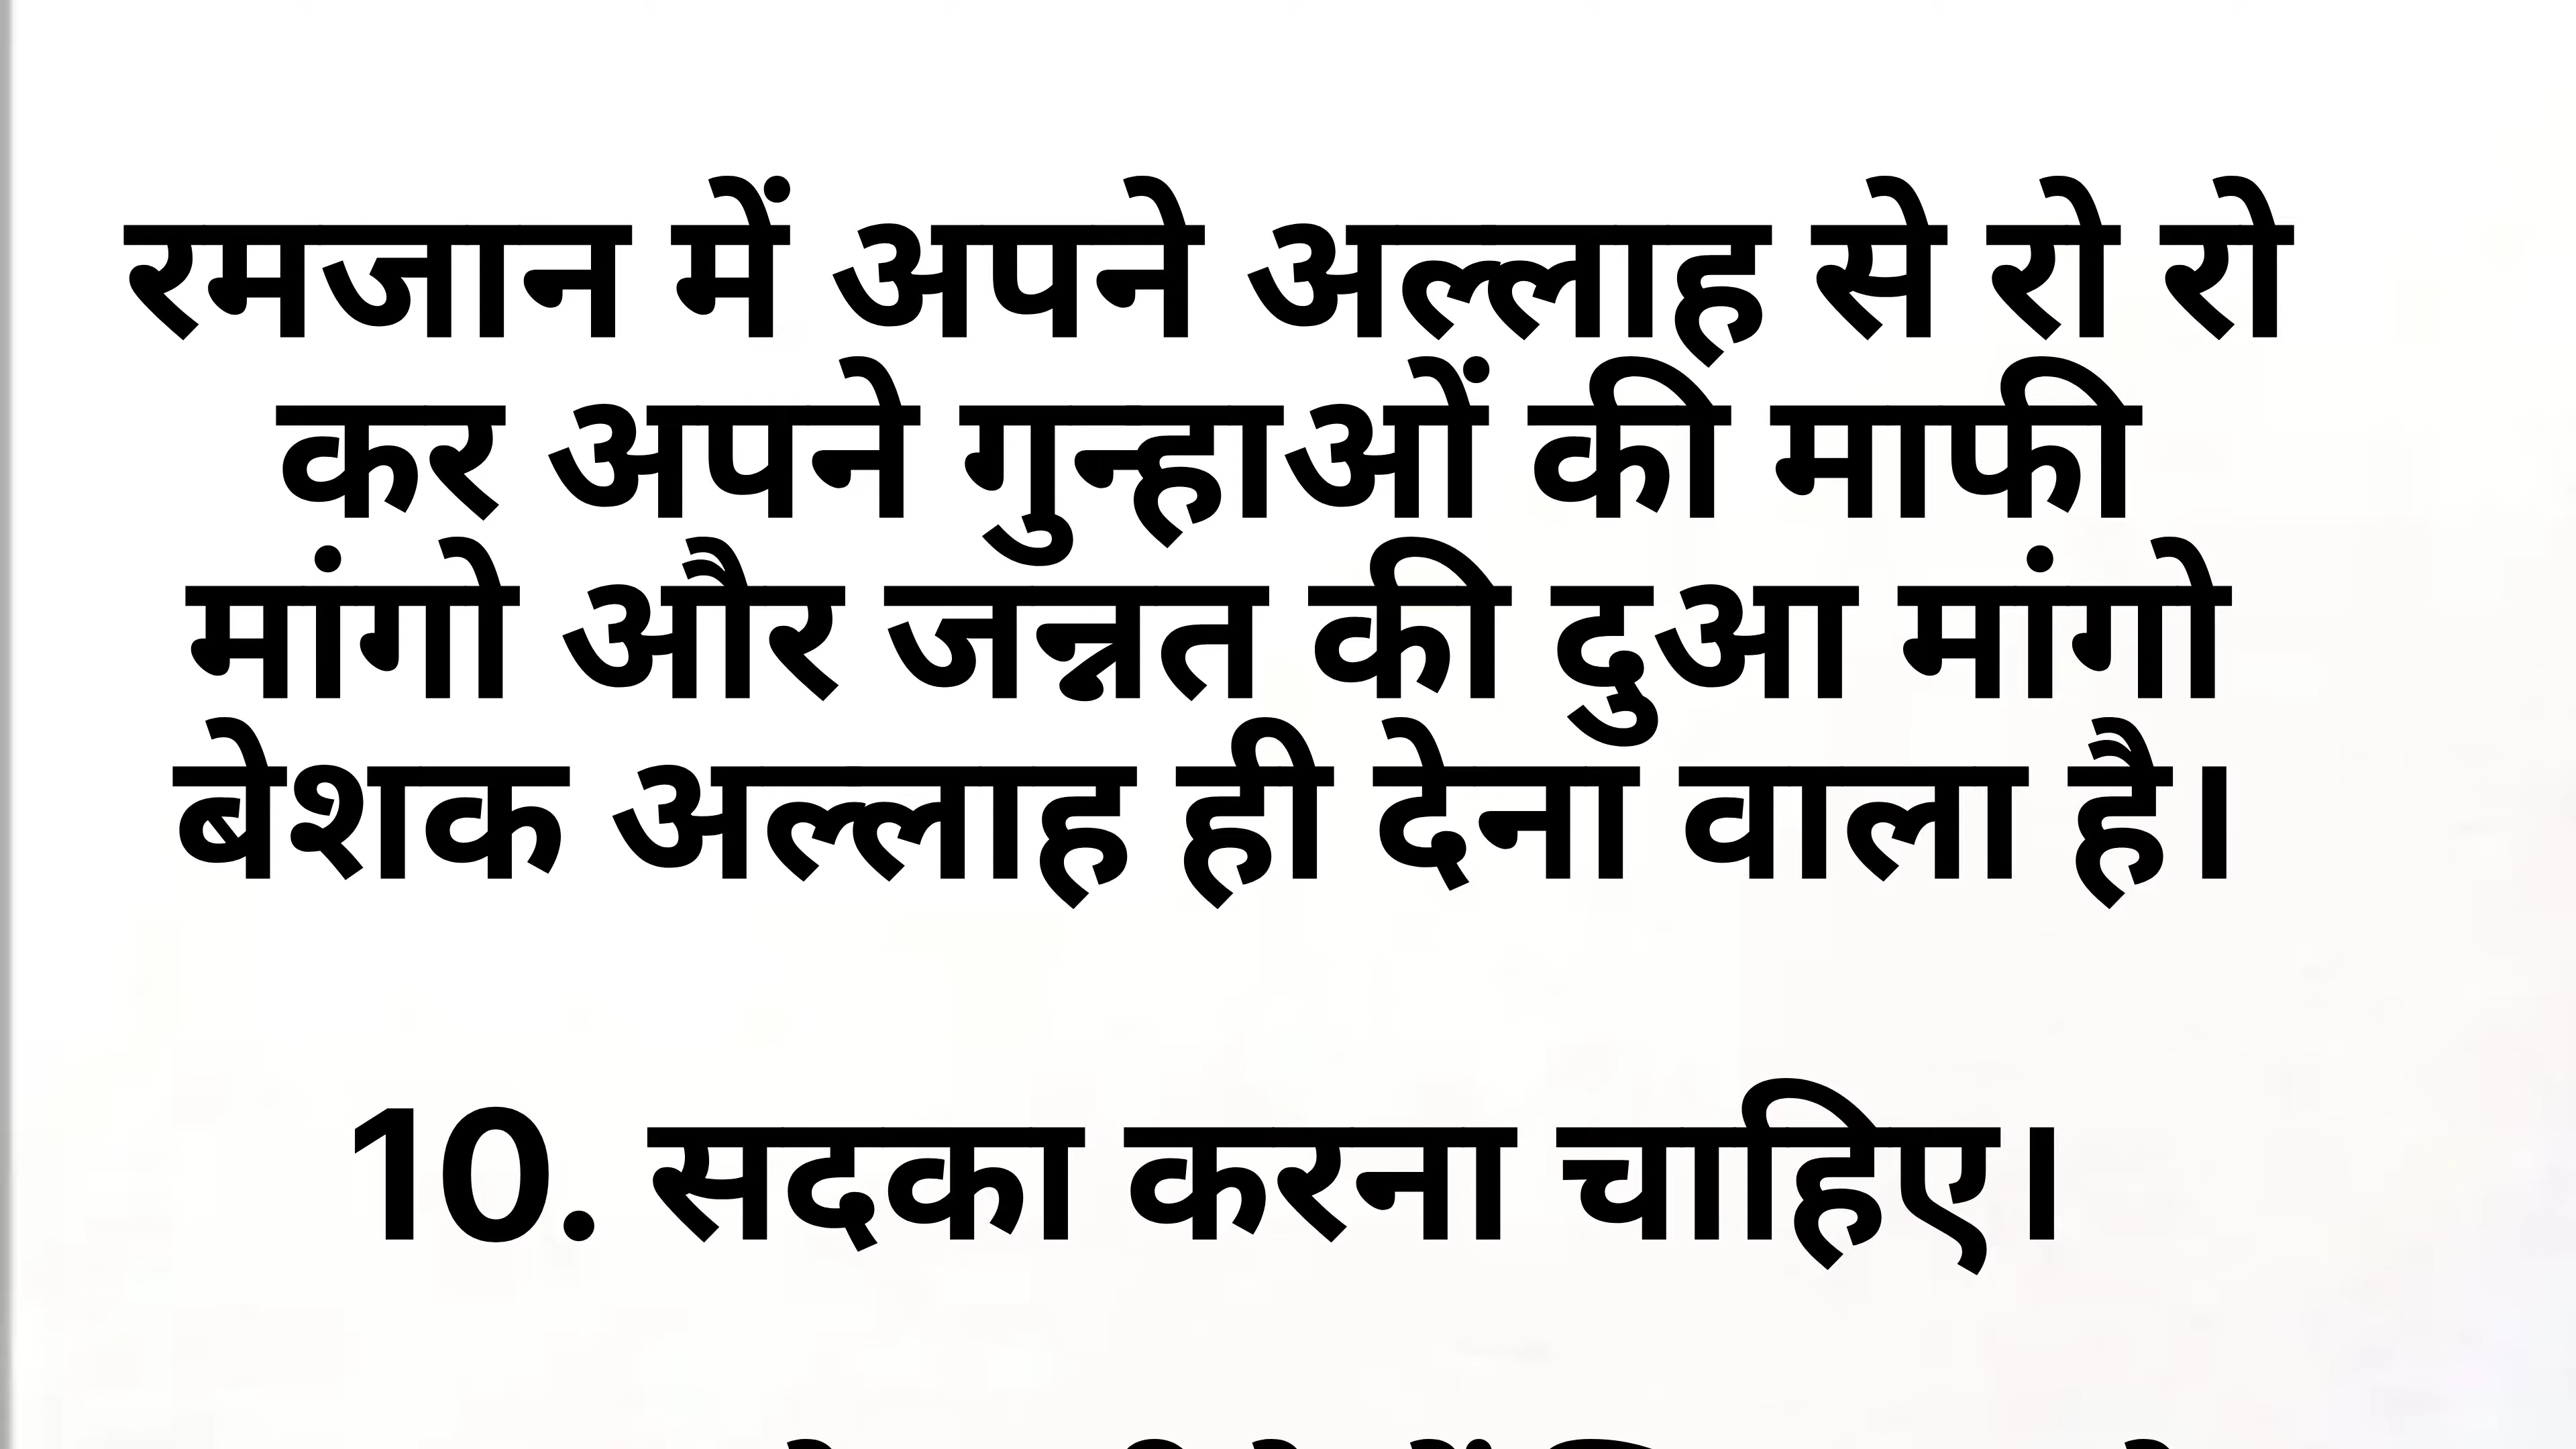 रमजान में अपने अल्लाह से रो रो
कर अपने गुन्हाओं की माफी
मांगो और जन्नत की दुआ मांगो
बेशक अल्लाह ही देना वाला है।
10. सदका करना चाहिए।